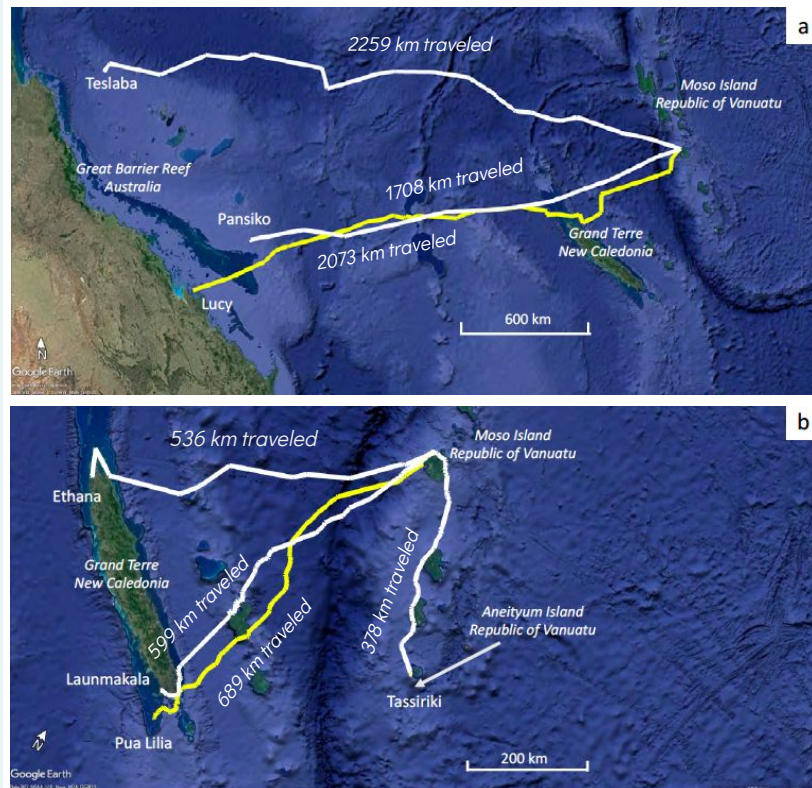 a
2259 km traveled
Teslaba
Moso Island
Republic of Vanuatu
Great Barrier Reef
Australia
1708 km traveled
Pansiko
2073 km traveled
Grand Terre
New Caledonia
Lucy
600 km
N
Google Earth
b
536 km traveled
Moso Island
Republic of Vanuatu
Ethana
Grand Terre
New Caledonia
599 km traveled
689 km traveled
378 km traveled
Aneityum Island
Republic of Vanuatu
Launmakala
Tassiriki
Pua Lilia
N
200 km
Google Earth